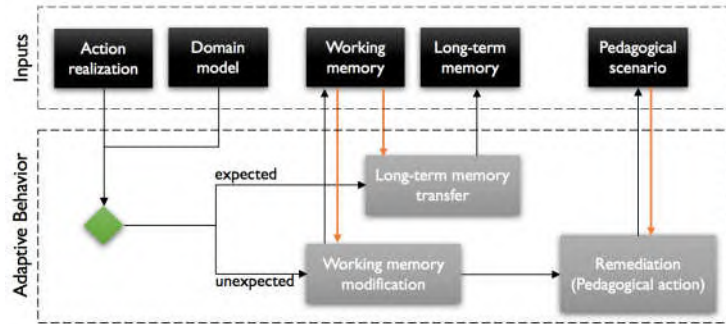 Inputs
Action
realization
Domain
model
Working
memory
Long-term
memory
Pedagogical
scenario
Adaptive Behavior
expected
Long-term memory
transfer
unexpected
Working memory
modification
Remediation
(Pedagogical action)